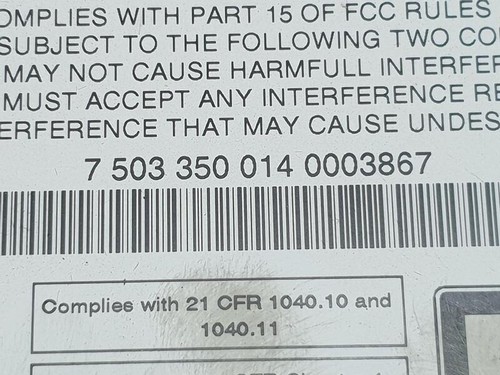 OMPLIES WITH PART 15 OF FCC RULES
SUBJECT TO THE FOLLOWING TWO CO
MAY NOT CAUSE HARMFULL INTERFER
MUST ACCEPT ANY INTERFERENCE RE
ERFERENCE THAT MAY CAUSE UNDES
7 503 350 014 0003867
Complies with 21 CFR 1040.10 and
1040.11